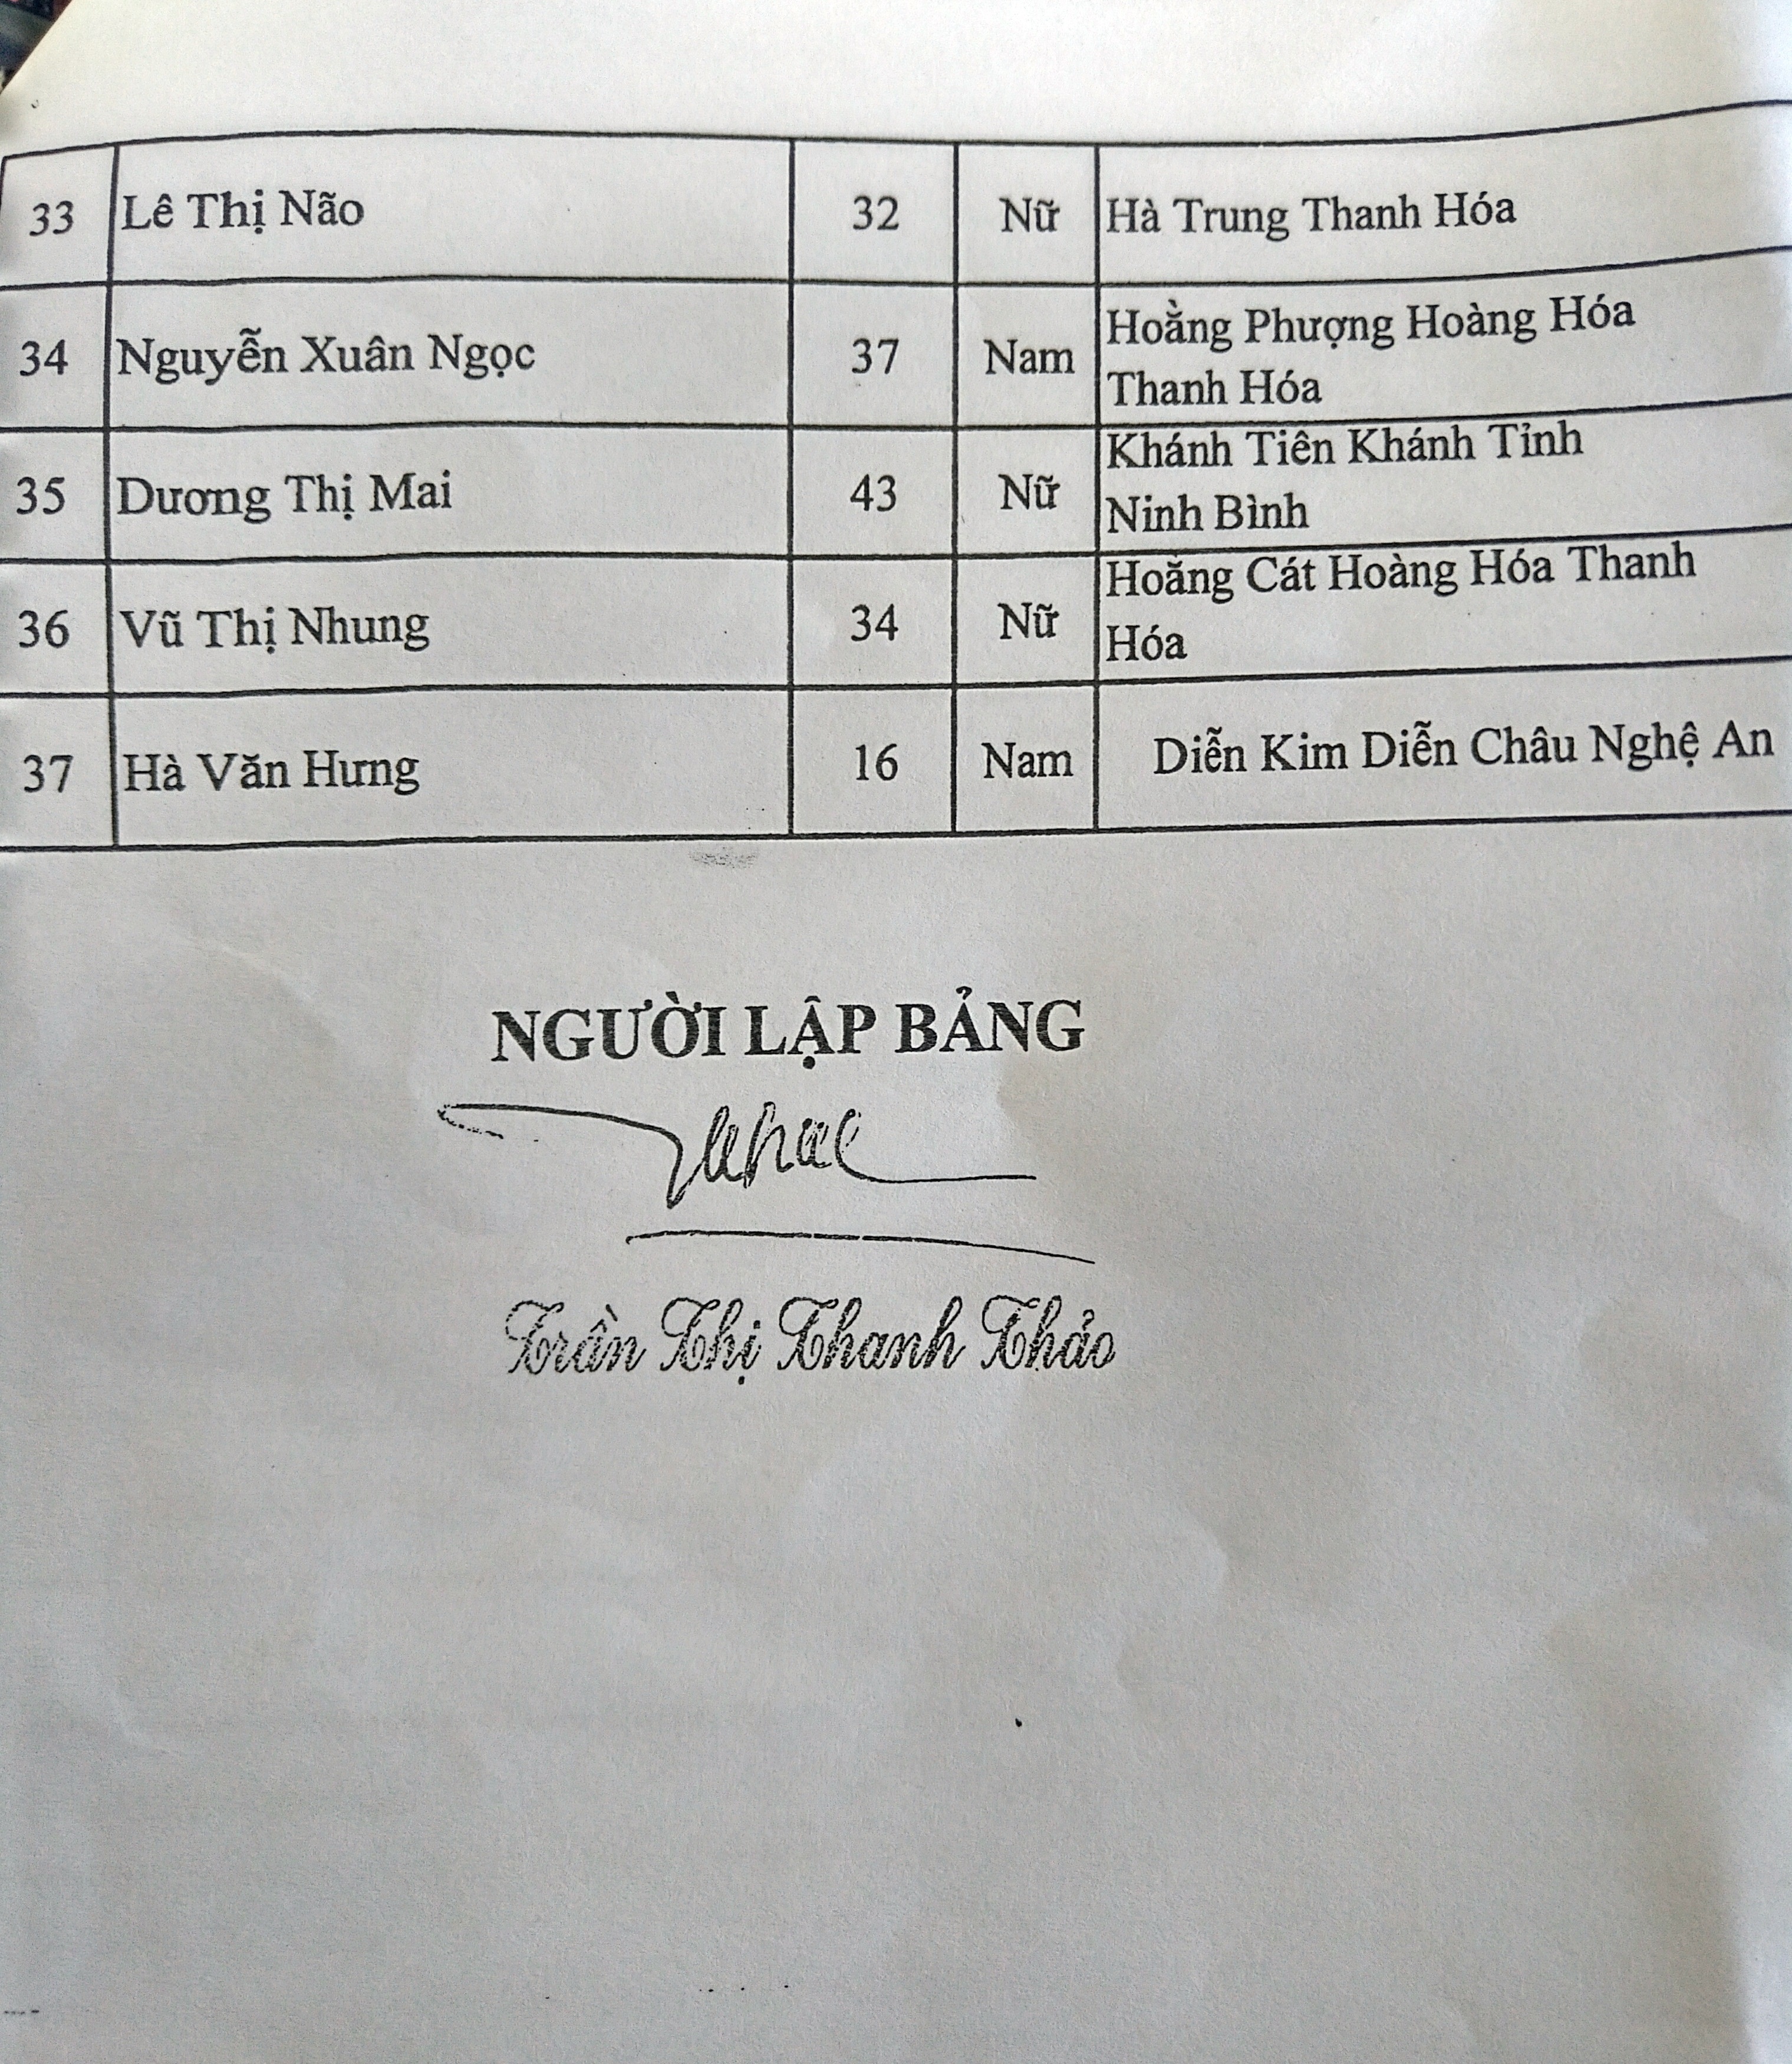 33 Lê Thị Não 32 Nữ Hà Trung Thanh Hóa
34 Nguyễn Xuân Ngọc 37 Nam Hoằng Phượng Hoàng Hóa
Thanh Hóa
35 Dương Thị Mai 43 Nữ Khánh Tiên Khánh Tỉnh
Ninh Bình
36 Vũ Thị Nhung 34 Nữ Hoăng Cát Hoàng Hóa Thanh
Hóa
37 Hà Văn Hưng 16 Nam Diễn Kim Diễn Châu Nghệ An
NGƯỜI LẬP BẢNG
Trần Thị Thanh Thảo